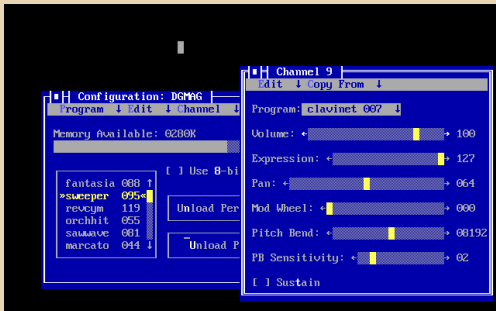 Configuration: DGMAG
Program ↓ Edit ↓ Channel ↓
Memory Available: 0280K
[ ] Use 8-bi
fantasia 088 ↑
»sweeper 095«
revcym 119
orchhit 055
sawwave 081
marcato 044 ↓
Unload Per
Unload P
Channel 9
Edit ↓ Copy From ↓
Program: clavinet 007 ↓
Volume: ← → 100
Expression: ← → 127
Pan: ← → 064
Mod Wheel: ← → 000
Pitch Bend: ← → 08192
PB Sensitivity: ← → 02
[ ] Sustain